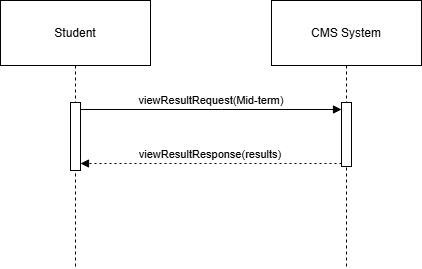 Student
CMS System
viewResultRequest(Mid-term)
viewResultResponse(results)